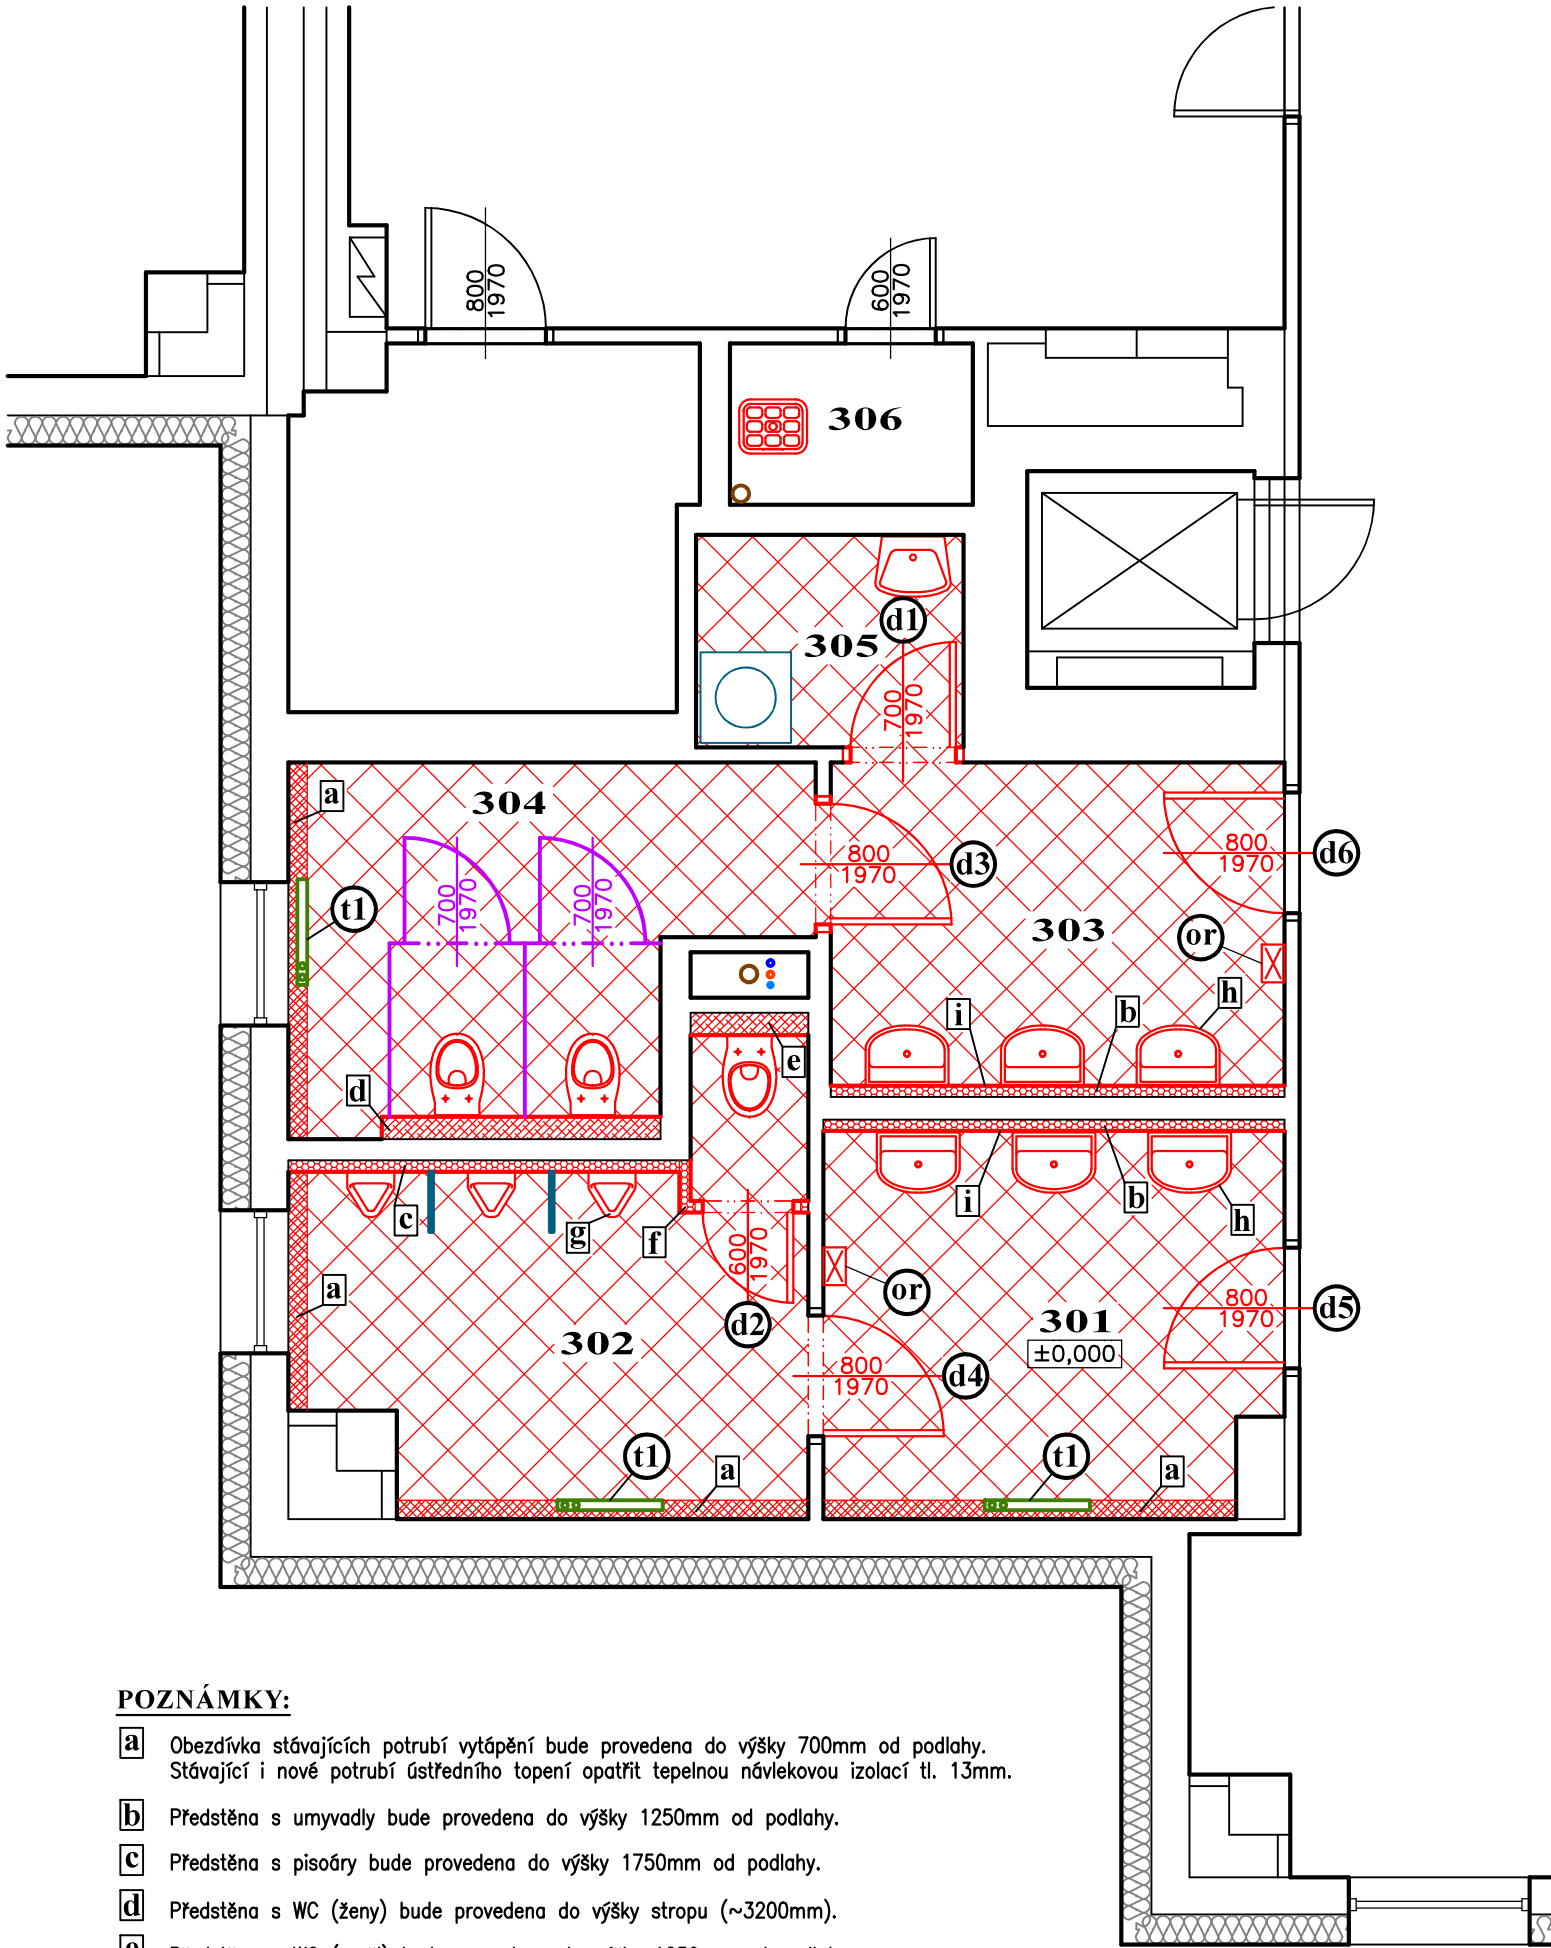 800
1970
600
1970
306
d1
305
700
1970
a
304
800
1970
d6
800
1970
d3
700
1970
700
1970
t1
303
or
h
i
b
e
d
i
b
h
c
g
f
a
600
1970
or
d2
302
301
±0,000
800
1970
d5
800
1970
d4
t1
a
t1
a
POZNÁMKY:
a Obezdívka stávajících potrubí vytápění bude provedena do výšky 700mm od podlahy.
Stávající i nové potrubí ústředního topení opatřit tepelnou návlekovou izolací tl. 13mm.
b Předstěna s umyvadly bude provedena do výšky 1250mm od podlahy.
c Předstěna s pisoáry bude provedena do výšky 1750mm od podlahy.
d Předstěna s WC (ženy) bude provedena do výšky stropu (~3200mm).